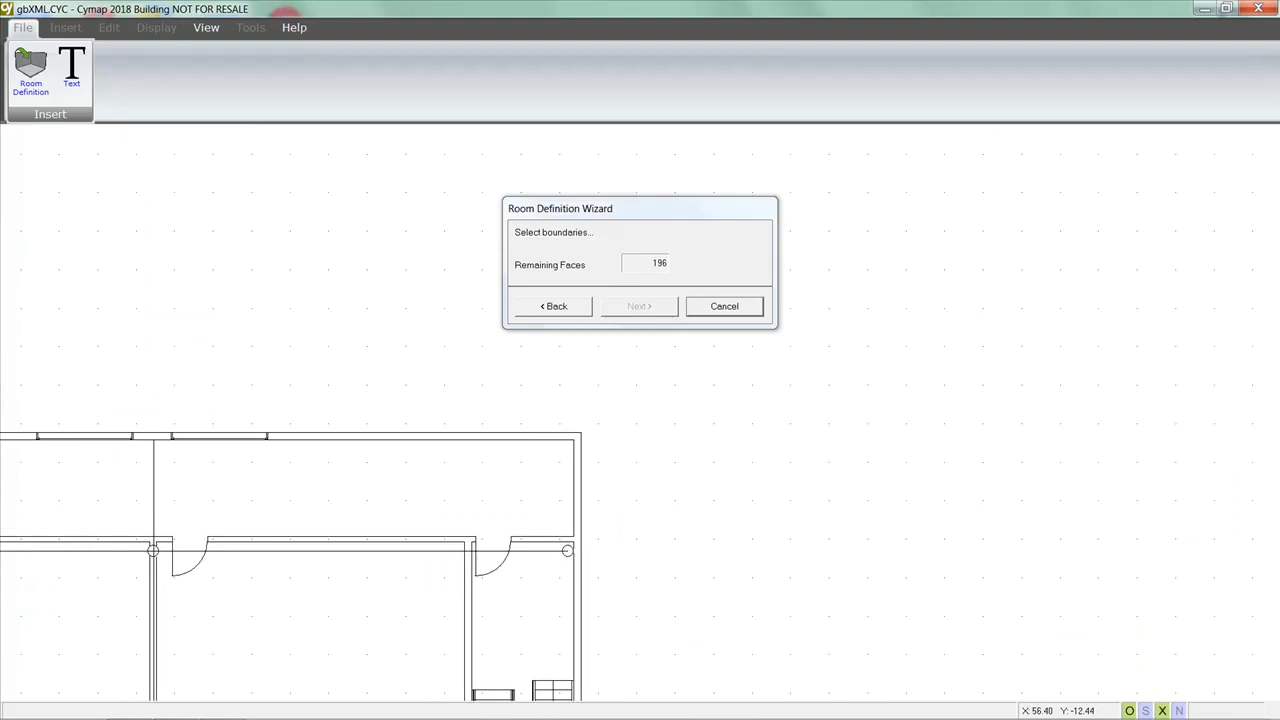 gbXML.CYC - Cymap 2018 Building NOT FOR RESALE
File Insert Edit Display View Tools Help
Room Definition
Text
Insert
Room Definition Wizard
Select boundaries...
Remaining Faces 196
< Back Next > Cancel
X: 56.40 Y: -12.44 O S X N